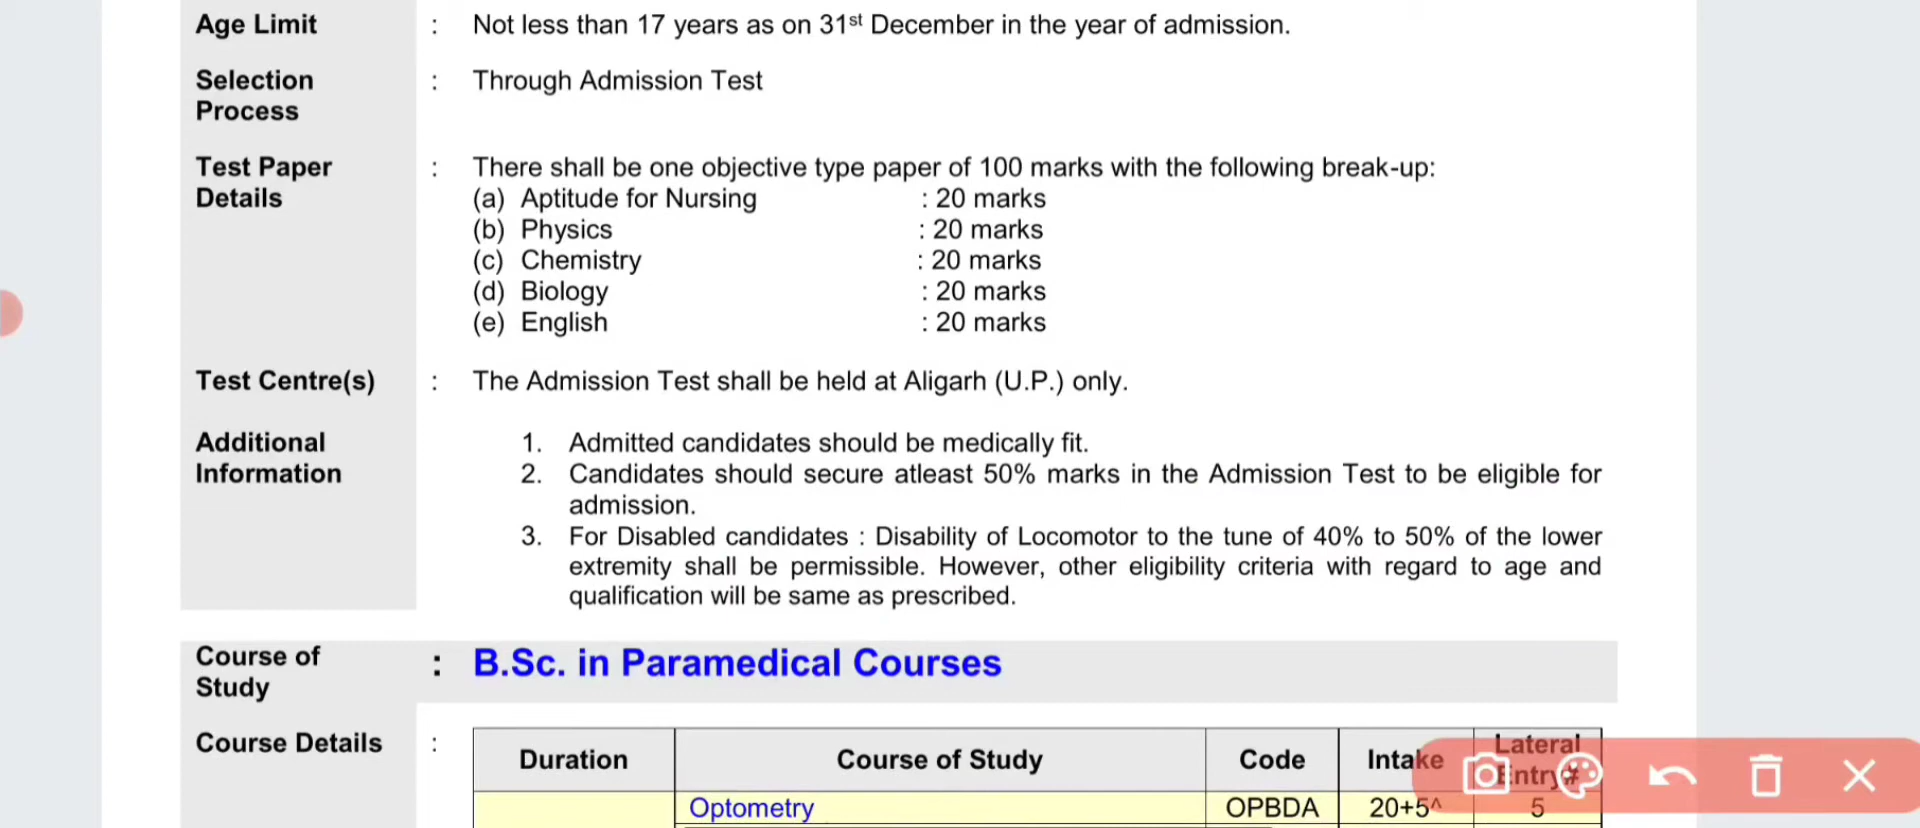 Age Limit : Not less than 17 years as on 31st December in the year of admission.
Selection Process : Through Admission Test
Test Paper Details : There shall be one objective type paper of 100 marks with the following break-up:
(a) Aptitude for Nursing : 20 marks
(b) Physics : 20 marks
(c) Chemistry : 20 marks
(d) Biology : 20 marks
(e) English : 20 marks
Test Centre(s) : The Admission Test shall be held at Aligarh (U.P.) only.
Additional Information
1. Admitted candidates should be medically fit.
2. Candidates should secure atleast 50% marks in the Admission Test to be eligible for
admission.
3. For Disabled candidates : Disability of Locomotor to the tune of 40% to 50% of the lower
extremity shall be permissible. However, other eligibility criteria with regard to age and
qualification will be same as prescribed.
Course of Study : B.Sc. in Paramedical Courses
Course Details :
Duration Course of Study Code Intake Lateral Entry#
Optometry OPBDA 20+5^ 5